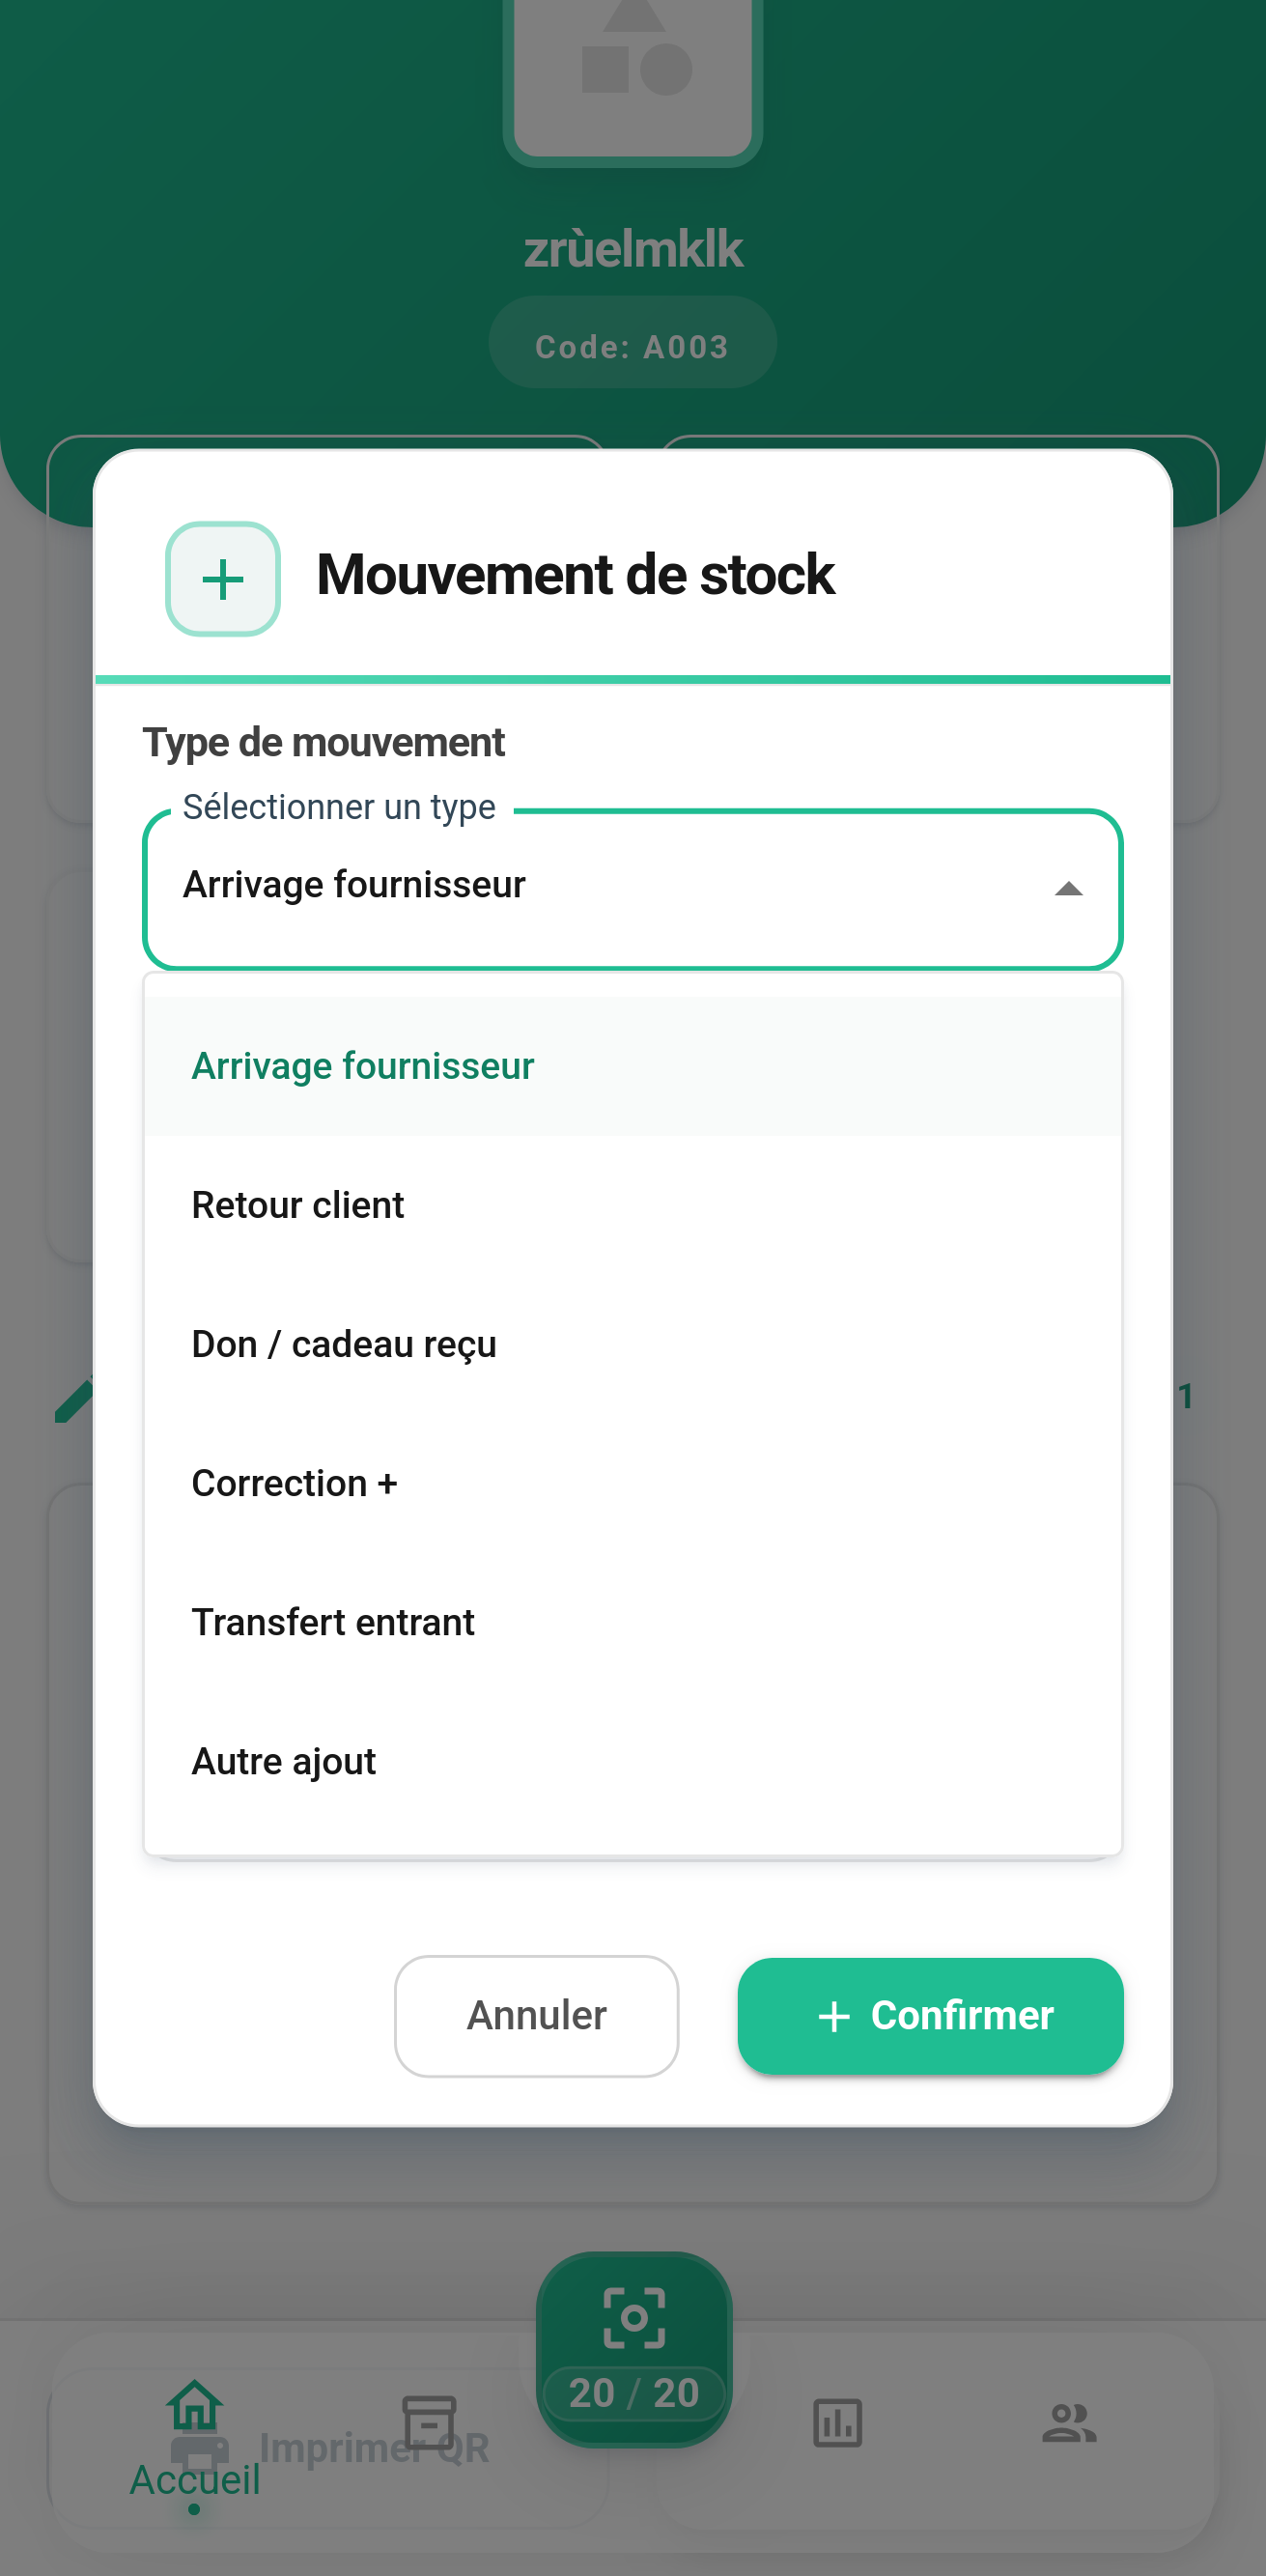 zrùelmklk
Code: A003
Mouvement de stock
Type de mouvement
Sélectionner un type
Arrivage fournisseur
Arrivage fournisseur
Retour client
Don / cadeau reçu
Correction +
1
Transfert entrant
Autre ajout
Annuler
+ Confirmer
20 / 20
Imprimer QR
Accueil